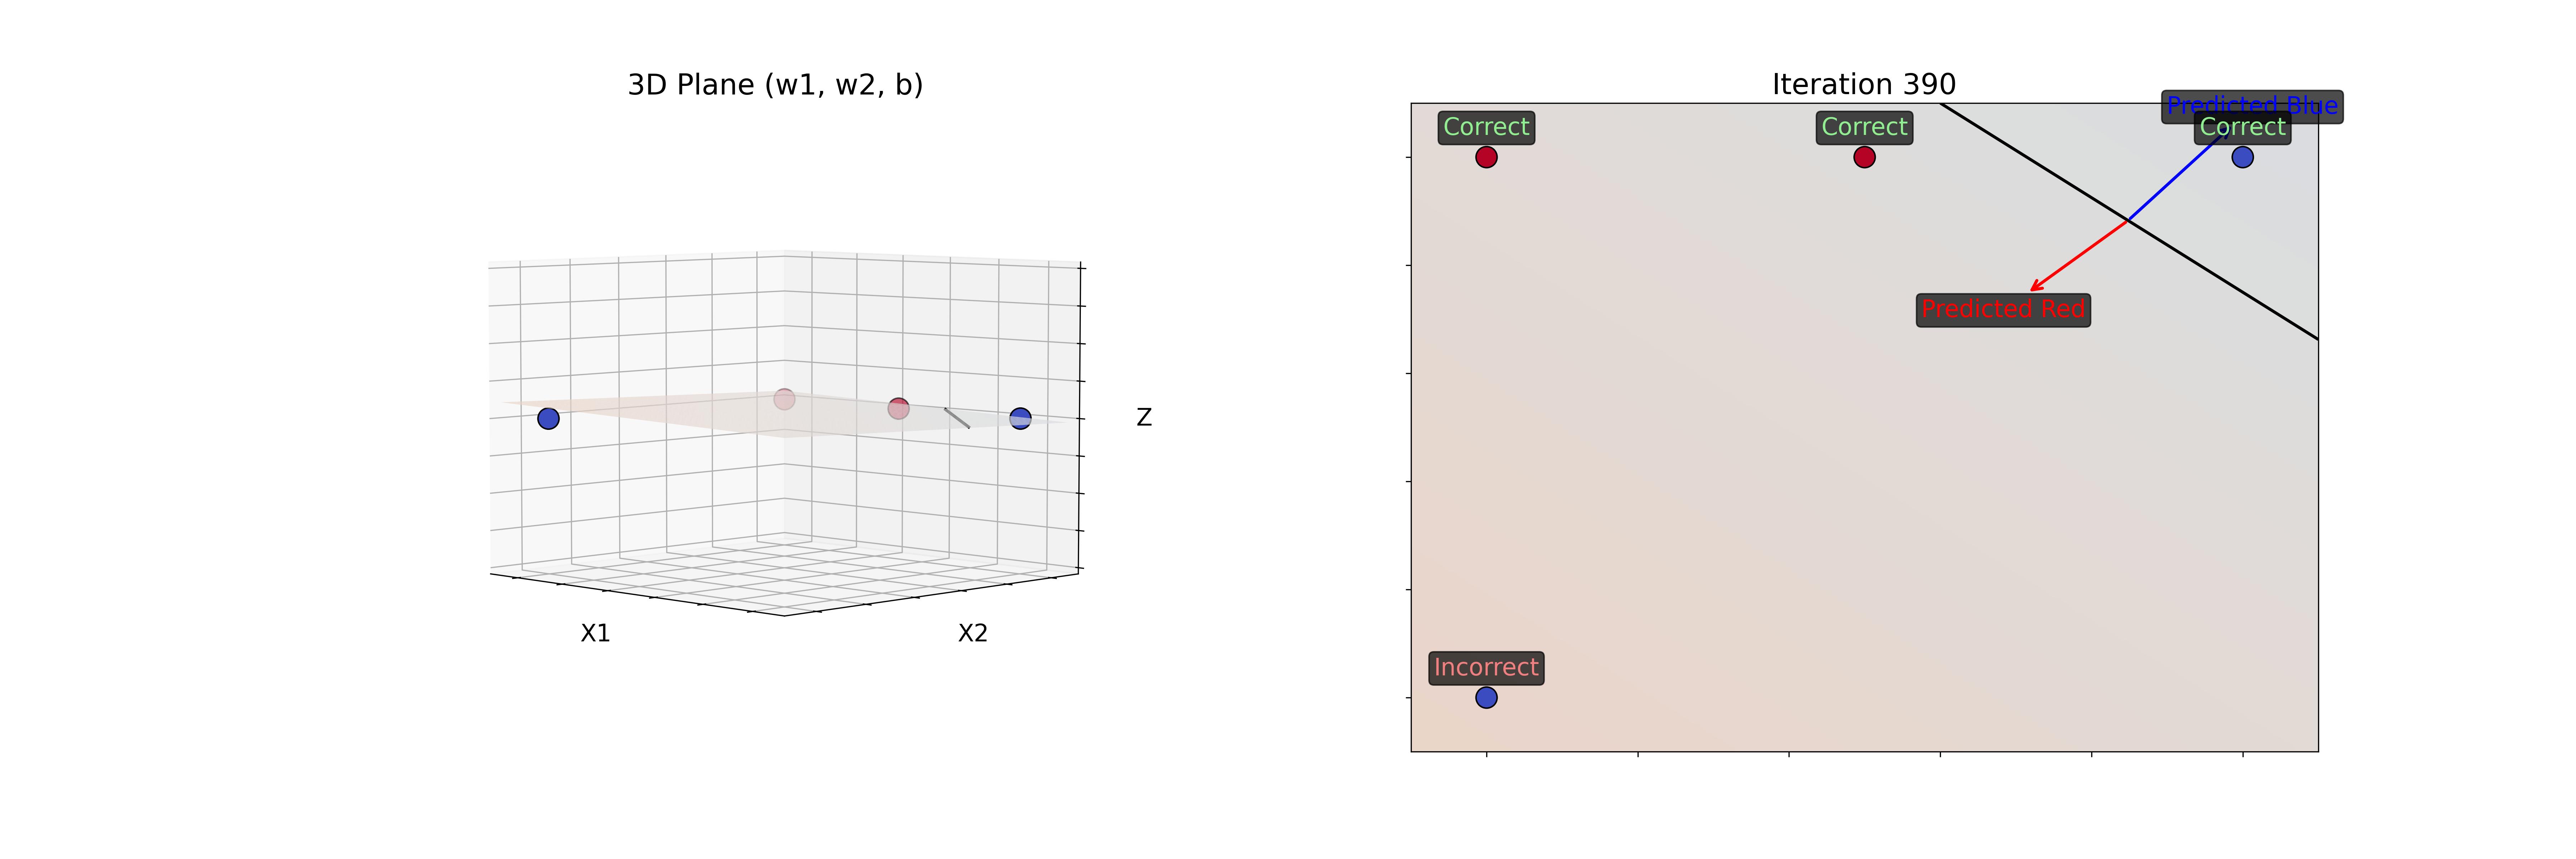 3D Plane (w1, w2, b)
Z
X1
X2
Iteration 390
Predicted Blue
Correct
Correct
Correct
Predicted Red
Incorrect